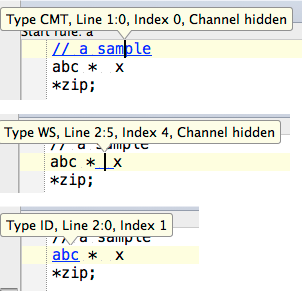 Type CMT, Line 1:0, Index 0, Channel hidden
Start rule: a
// a sample
abc *  x
*zip;
Type WS, Line 2:5, Index 4, Channel hidden
// a sample
abc *  x
*zip;
Type ID, Line 2:0, Index 1
// a sample
abc *  x
*zip;